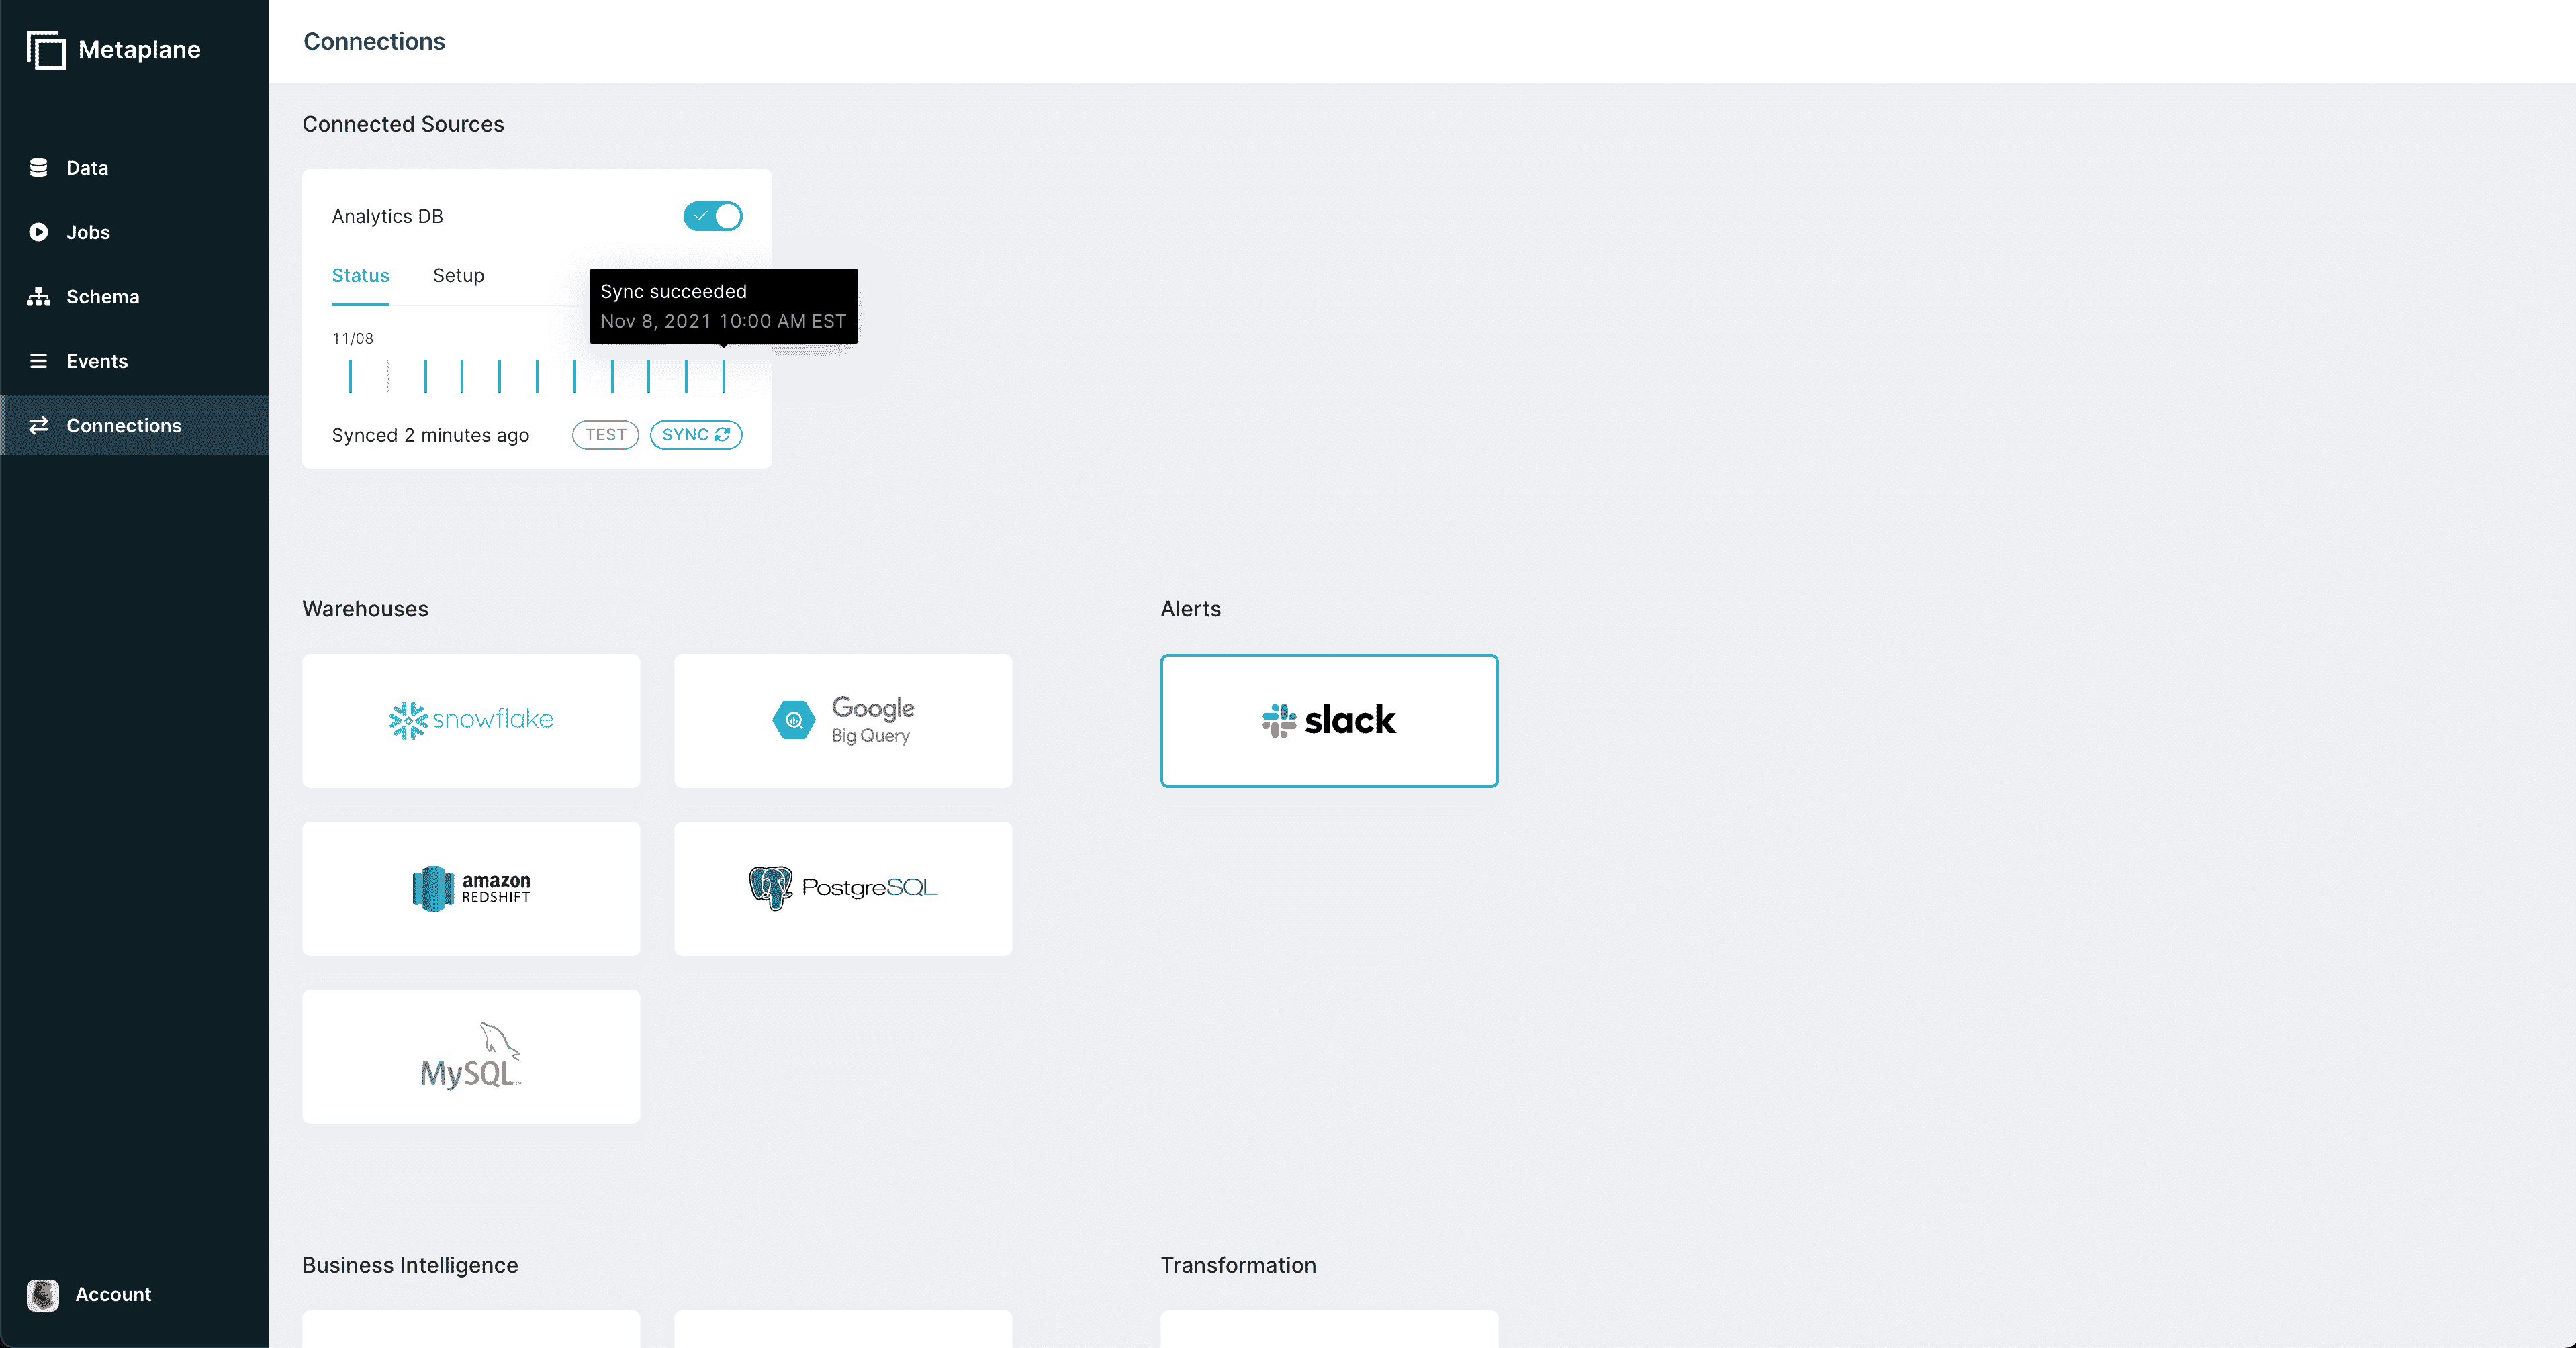 Metaplane
Connections
Data
Jobs
Schema
Events
Connections
Account
Connected Sources
Analytics DB
Status
Setup
Sync succeeded
Nov 8, 2021 10:00 AM EST
11/08
Synced 2 minutes ago
TEST
SYNC
Warehouses
snowflake
Google
Big Query
amazon
REDSHIFT
PostgreSQL
MySQL™
Alerts
slack
Business Intelligence
Transformation